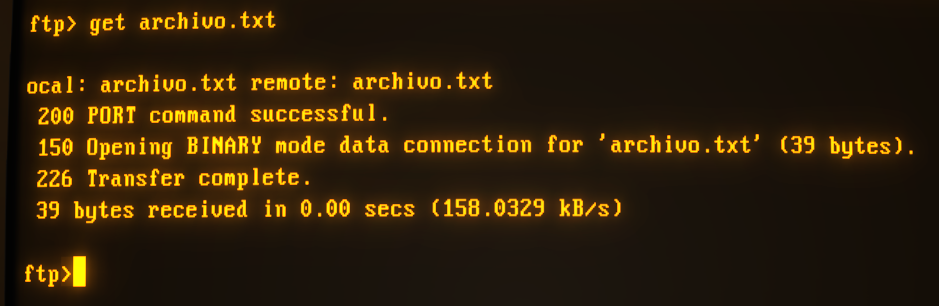 ftp> get archivo.txt
ocal: archivo.txt remote: archivo.txt
200 PORT command successful.
150 Opening BINARY mode data connection for 'archivo.txt' (39 bytes).
226 Transfer complete.
39 bytes received in 0.00 secs (158.0329 kB/s)
ftp>